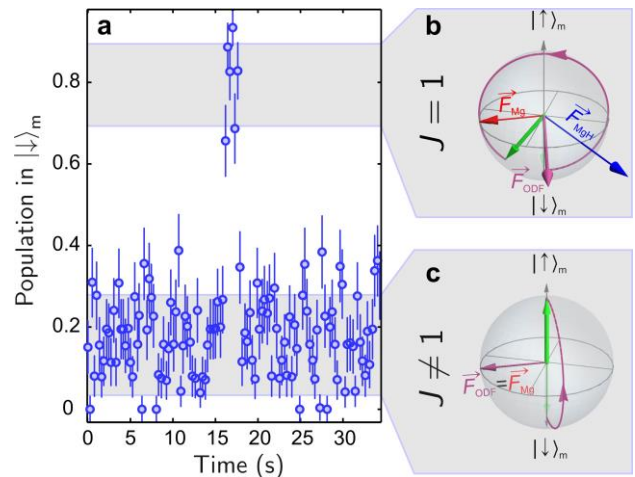 a
0.8
0.6
0.4
0.2
0
0 5 10 15 20 25 30
Population in |↓⟩m
Time (s)
b
J = 1
|↑⟩m
F⃗Mg
F⃗MgH
F⃗ODF
|↓⟩m
c
J ≠ 1
|↑⟩m
F⃗ODF = F⃗Mg
|↓⟩m